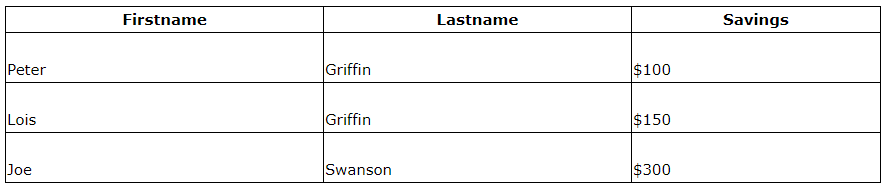 Firstname Lastname Savings
Peter Griffin $100
Lois Griffin $150
Joe Swanson $300